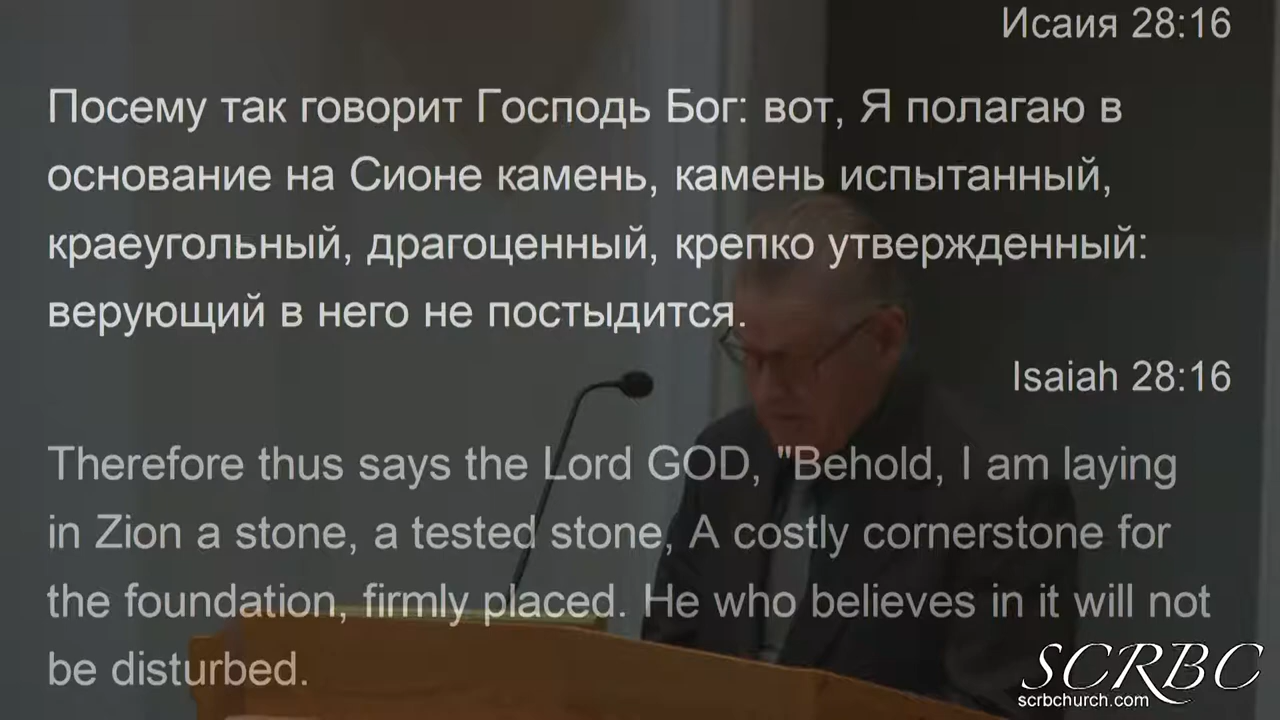 Исаия 28:16
Посему так говорит Господь Бог: вот, Я полагаю в
основание на Сионе камень, камень испытанный,
краеугольный, драгоценный, крепко утвержденный:
верующий в него не постыдится.
Isaiah 28:16
Therefore thus says the Lord GOD, "Behold, I am laying
in Zion a stone, a tested stone, A costly cornerstone for
the foundation, firmly placed. He who believes in it will not
be disturbed.
SCRBC
scrbchurch.com